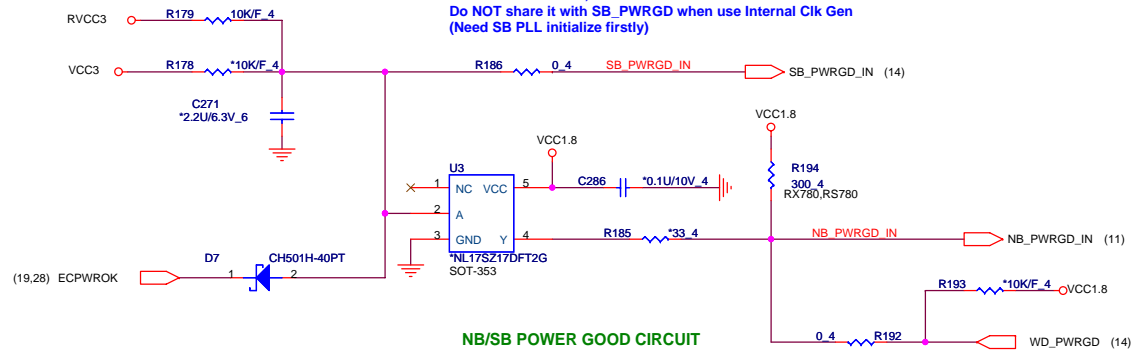 Do NOT share it with SB_PWRGD when use Internal Clk Gen
(Need SB PLL initialize firstly)
RVCC3
R179
10K/F_4
VCC3
R178
*10K/F_4
R186
0_4
SB_PWRGD_IN
SB_PWRGD_IN (14)
C271
*2.2U/6.3V_6
VCC1.8
VCC1.8
U3
1
NC
VCC
5
C286
*0.1U/10V_4
R194
300_4
RX780,RS780
2
A
3
GND
Y
4
R185
*33_4
NB_PWRGD_IN
NB_PWRGD_IN (11)
*NL17SZ17DFT2G
SOT-353
D7
CH501H-40PT
(19,28) ECPWROK
1
2
R193
*10K/F_4
VCC1.8
NB/SB POWER GOOD CIRCUIT
0_4
R192
WD_PWRGD (14)